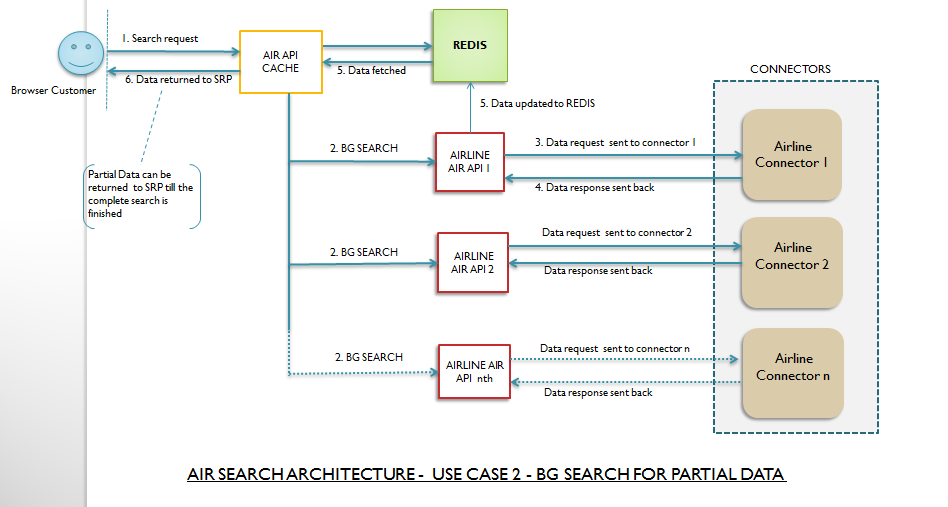 1. Search request
AIR API
CACHE
REDIS
5. Data fetched
6. Data returned to SRP
Browser Customer
CONNECTORS
5. Data updated to REDIS
2. BG SEARCH
AIRLINE
AIR API 1
3. Data request sent to connector 1
4. Data response sent back
Airline
Connector 1
Partial Data can be
returned to SRP till the
complete search is
finished
2. BG SEARCH
AIRLINE
AIR API 2
Data request sent to connector 2
Data response sent back
Airline
Connector 2
2. BG SEARCH
AIRLINE AIR
API nth
Data request sent to connector n
Data response sent back
Airline
Connector n
AIR SEARCH ARCHITECTURE - USE CASE 2 - BG SEARCH FOR PARTIAL DATA